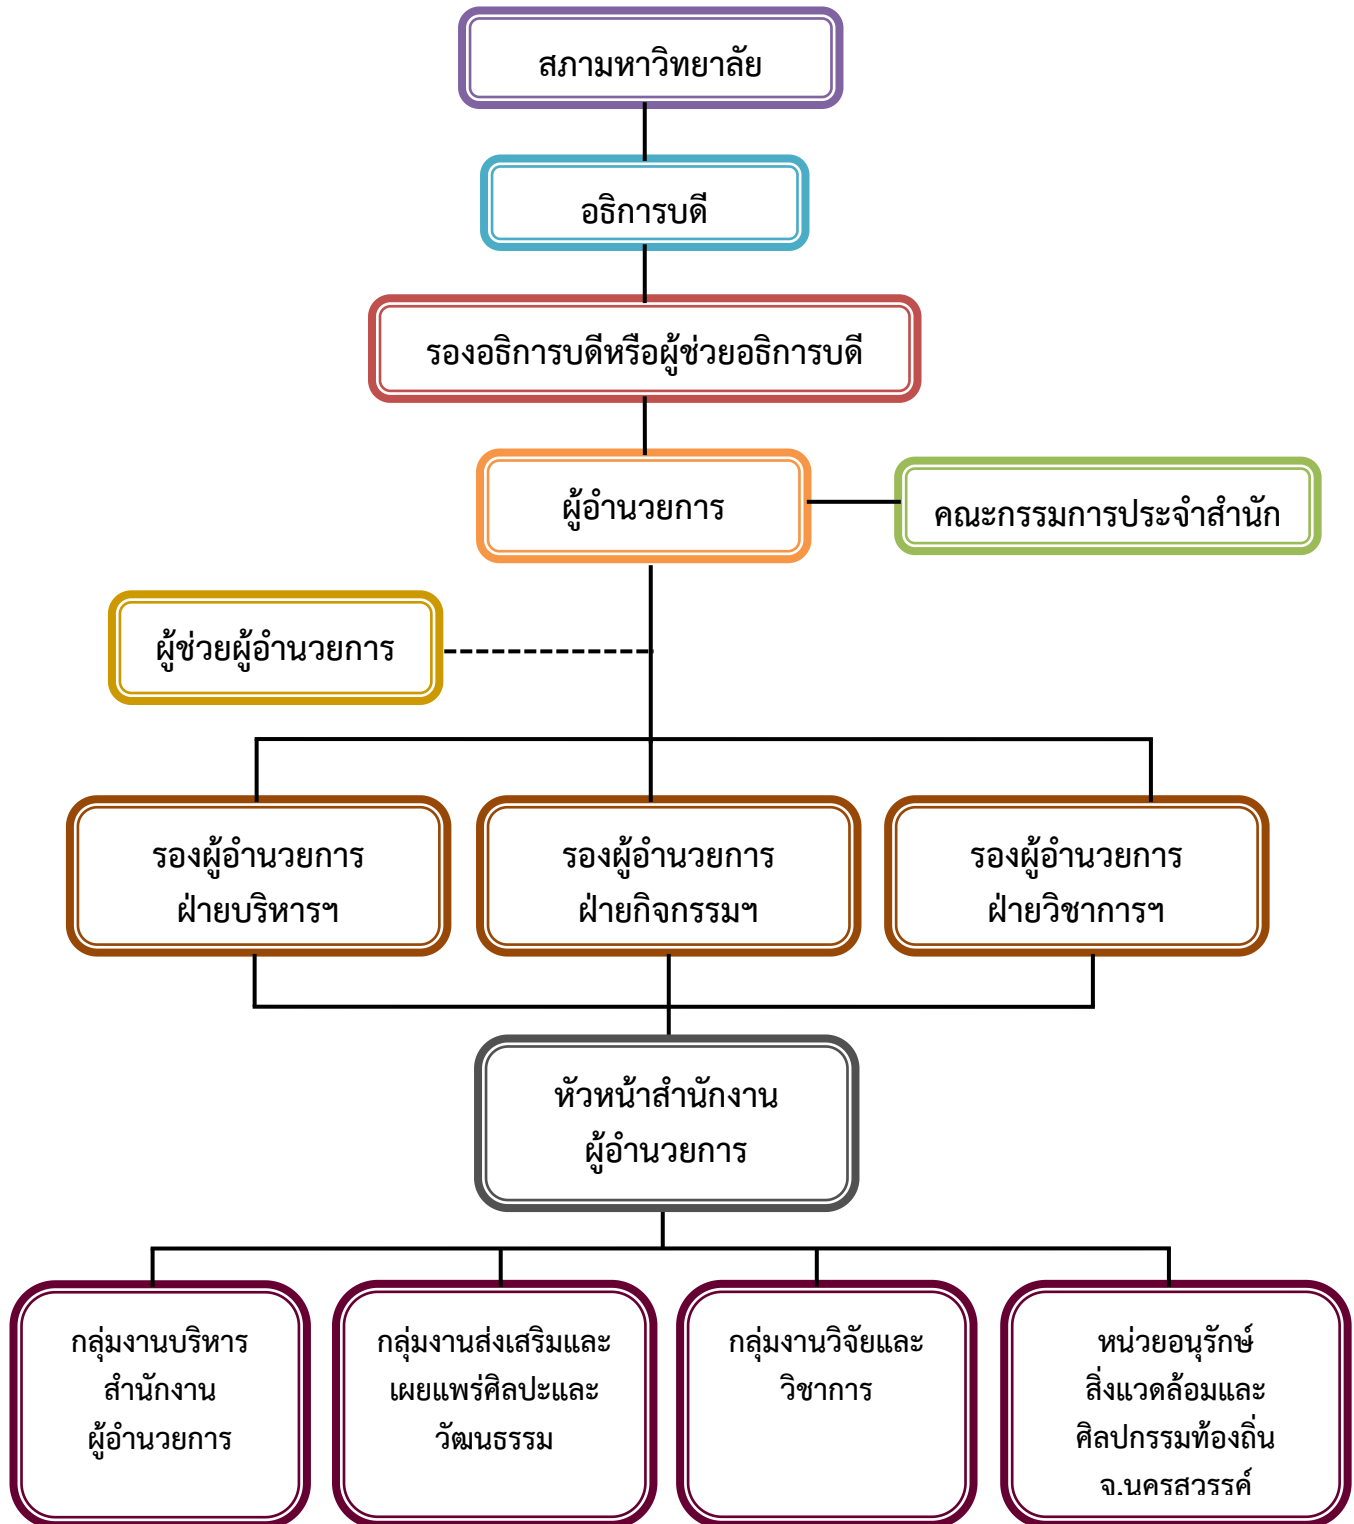 สภามหาวิทยาลัย
อธิการบดี
รองอธิการบดีหรือผู้ช่วยอธิการบดี
ผู้อำนวยการ
คณะกรรมการประจำสำนัก
ผู้ช่วยผู้อำนวยการ
รองผู้อำนวยการ
ฝ่ายบริหารฯ
รองผู้อำนวยการ
ฝ่ายกิจกรรมฯ
รองผู้อำนวยการ
ฝ่ายวิชาการฯ
หัวหน้าสำนักงาน
ผู้อำนวยการ
กลุ่มงานบริหาร
สำนักงาน
ผู้อำนวยการ
กลุ่มงานส่งเสริมและ
เผยแพร่ศิลปะและ
วัฒนธรรม
กลุ่มงานวิจัยและ
วิชาการ
หน่วยอนุรักษ์
สิ่งแวดล้อมและ
ศิลปกรรมท้องถิ่น
จ.นครสวรรค์